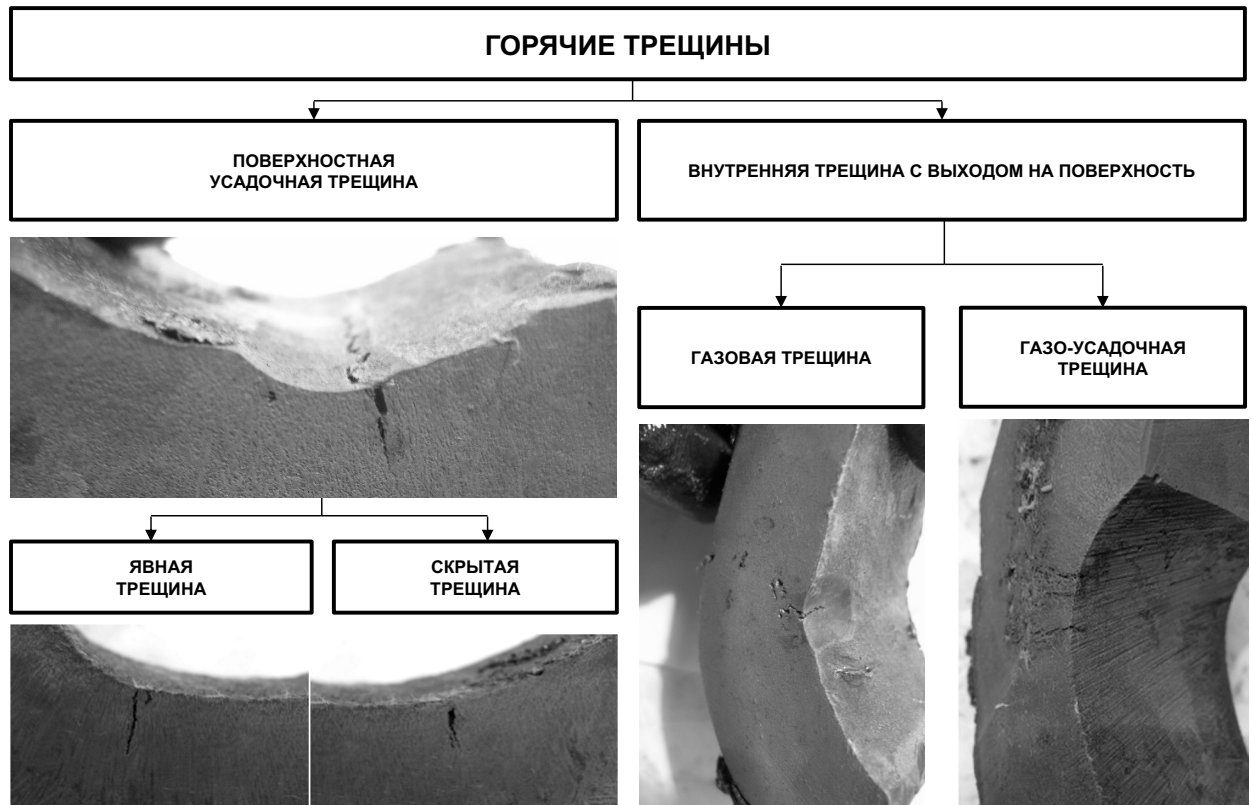 ГОРЯЧИЕ ТРЕЩИНЫ
ПОВЕРХНОСТНАЯ
УСАДОЧНАЯ ТРЕЩИНА
ВНУТРЕННЯЯ ТРЕЩИНА С ВЫХОДОМ НА ПОВЕРХНОСТЬ
ГАЗОВАЯ ТРЕЩИНА
ГАЗО-УСАДОЧНАЯ
ТРЕЩИНА
ЯВНАЯ
ТРЕЩИНА
СКРЫТАЯ
ТРЕЩИНА